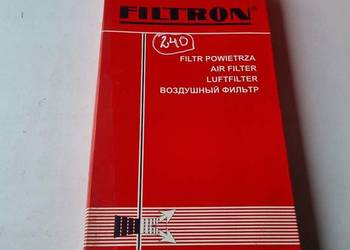 FILTRON®
240
FILTR POWIETRZA
AIR FILTER
LUFTFILTER
ВОЗДУШНЫЙ ФИЛЬТР